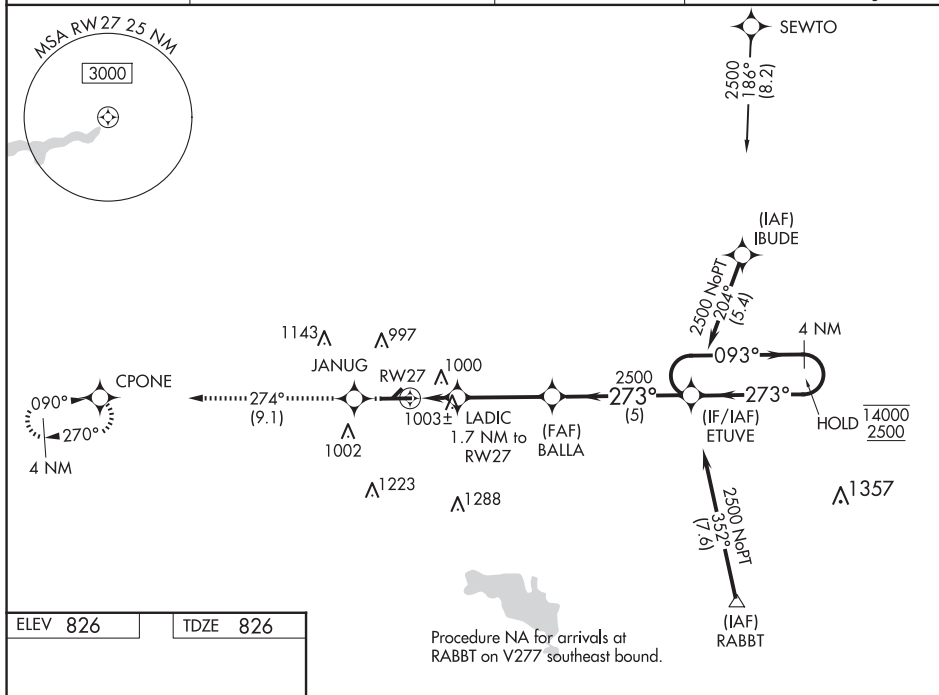 MSA RW27 25 NM
3000
SEWTO
2500
186°
(8.2)
(IAF)
IBUDE
2500 NoPT
204°
(5.4)
4 NM
1143
997
JANUG
RW27
1000
CPONE
090°
270°
4 NM
274°
(9.1)
1003±
LADIC
1.7 NM to
RW27
2500
273°
(5)
(FAF)
BALLA
093°
273°
(IF/IAF)
ETUVE
HOLD
14000
2500
1002
1223
1288
1357
2500 NoPT
352°
(7.6)
(IAF)
RABBT
Procedure NA for arrivals at
RABBT on V277 southeast bound.
ELEV 826
TDZE 826